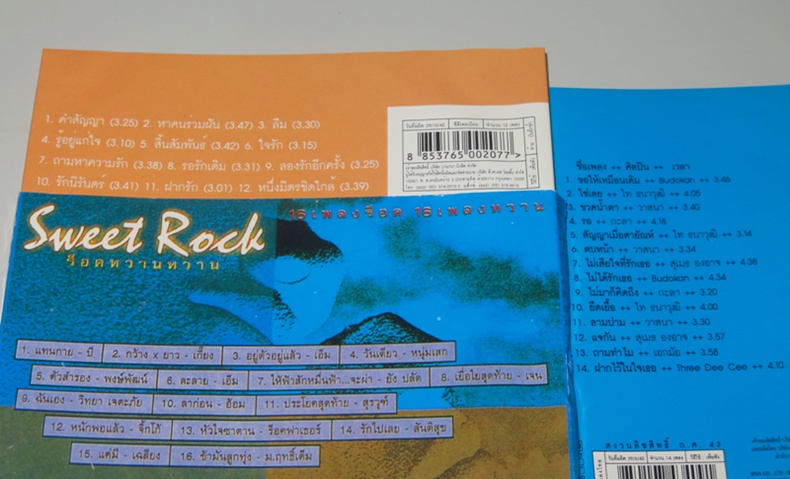 1. คำสัญญา (3.25) 2. หาคนร่วมฝัน (3.47) 3. ลืม (3.30)
4. รู้อยู่แก่ใจ (3.10) 5. สิ้นสัมพันธ์ (3.42) 6. ใจรัก (3.15)
7. ถามหาความรัก (3.38) 8. รอรักเดิม (3.31) 9. ลองรักอีกครั้ง (3.25)
10. รักนิรันดร์ (3.41) 11. ฝากรัก (3.01) 12. หนึ่งมิตรชิดใกล้ (3.39)
8 853765 002077 >
16 เพลงร็อค 16 เพลงหวาน
Sweet Rock
ร็อคหวานหวาน
1. แทนกาย - บี 2. กว้าง x ยาว - เกี๊ยง 3. อยู่ตัวอยู่แล้ว - เอิ้ม 4. วันเดียว - หนุ่มเสก
5. ตัวสำรอง - พงษ์พัฒน์ 6. ละลาย - เอิ้ม 7. ให้ฟ้าสักหมื่นฟ้า...จะฝ่า - ยัง ปลัด 8. เยื่อใยสุดท้าย - เจน
9. ฉันเอง - วิทยา เจตะภัย 10. ลาก่อน - อ้อม 11. ประโยคสุดท้าย - สุรวุฑ
12. หนักพอแล้ว - จิ๊กโก๋ 13. หัวใจซาตาน - ร็อคฟาเธอร์ 14. รักไปเลย - สันติสุข
15. แค่มี - เฉลียง 16. ข้ามันลูกทุ่ง - ม.ฤทธิ์เต็ม
ชื่อเพลง ++ ศิลปิน ++ เวลา
1. รอให้เหมือนเดิม ++ Budokan ++ 3.46
2. ใช่เลย ++ ไท ธนาวุฒิ ++ 4.05
3. ขวดน้ำตา ++ วาสนา ++ 3.40
4. รอ ++ กะลา ++ 4.18
5. สัญญาเมื่อสายัณห์ ++ ไท ธนาวุฒิ ++ 3.14
6. คนหน้า ++ วาสนา ++ 3.34
7. ไม่เสียใจที่รักเธอ ++ สุเมธ องอาจ ++ 4.38
8. ไม่ได้รักเธอ ++ Budokan ++ 4.34
9. ไม่มาก็คิดถึง ++ กะลา ++ 3.20
10. ยืดเยื้อ ++ ไท ธนาวุฒิ ++ 4.00
11. ลามปาม ++ วาสนา ++ 3.30
12. แจกัน ++ สุเมธ องอาจ ++ 3.57
13. ถามทำไม ++ เอกมัย ++ 3.58
14. ฝากไว้ในใจเธอ ++ Three Dee Cee ++ 4.10
สงวนลิขสิทธิ์ ก.ค. 43